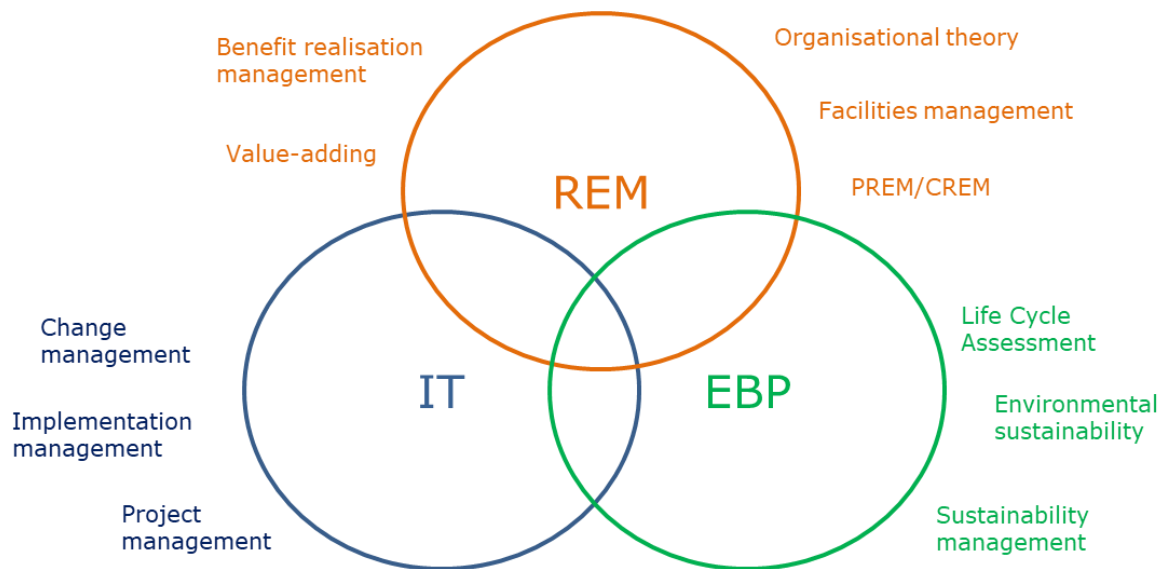 Benefit realisation
management
Organisational theory
Facilities management
Value-adding
REM
PREM/CREM
Change
management
Life Cycle
Assessment
IT
EBP
Implementation
management
Environmental
sustainability
Project
management
Sustainability
management